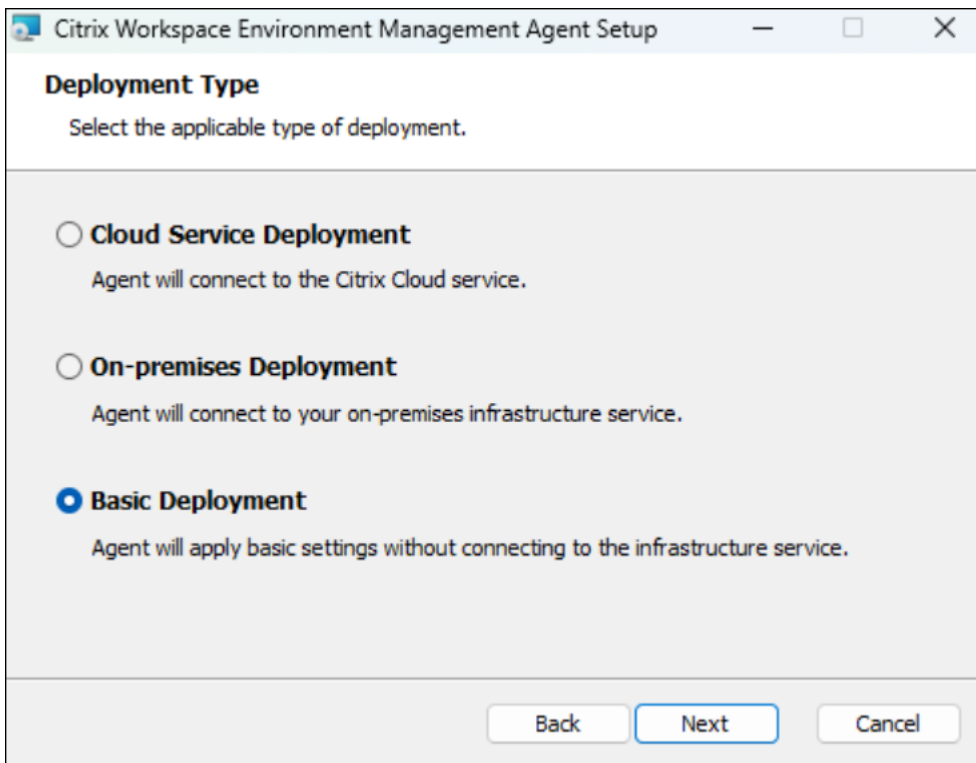 Citrix Workspace Environment Management Agent Setup
Deployment Type
Select the applicable type of deployment.
Cloud Service Deployment
Agent will connect to the Citrix Cloud service.
On-premises Deployment
Agent will connect to your on-premises infrastructure service.
Basic Deployment
Agent will apply basic settings without connecting to the infrastructure service.
Back Next Cancel